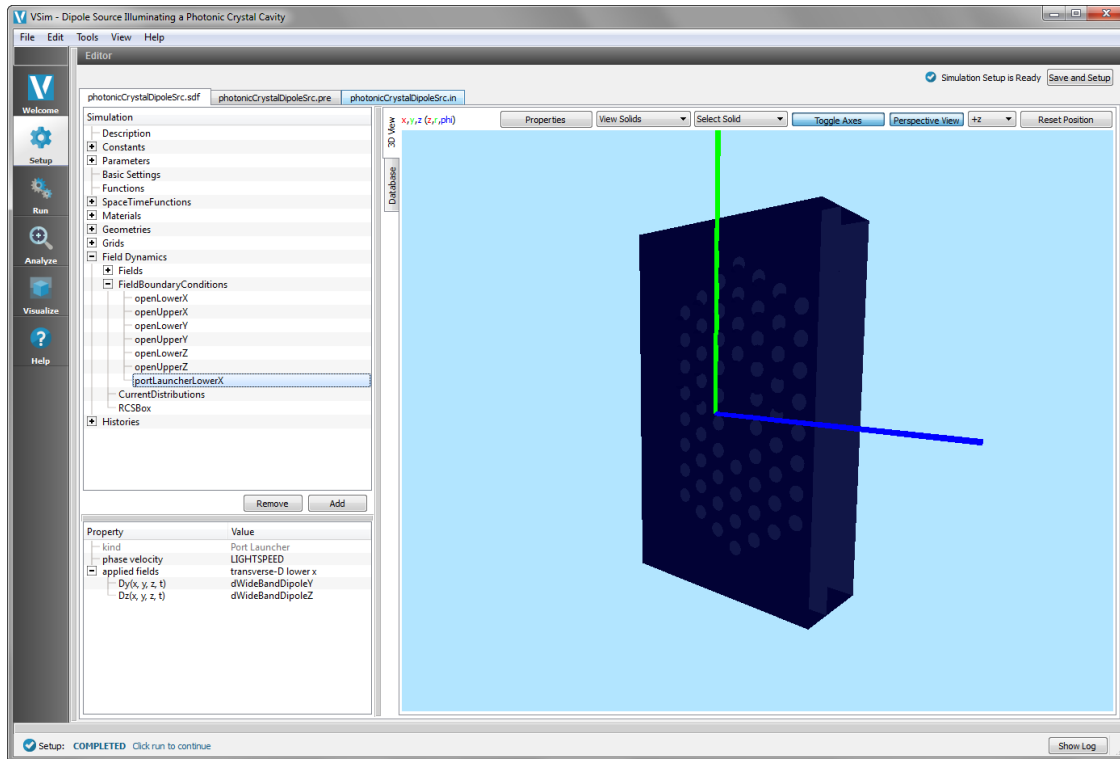 VSim - Dipole Source Illuminating a Photonic Crystal Cavity
File Edit Tools View Help
Editor
Simulation Setup is Ready Save and Setup
photonicCrystalDipoleSrc.sdf photonicCrystalDipoleSrc.pre photonicCrystalDipoleSrc.in
Welcome
Setup
Run
Analyze
Visualize
Help
Simulation
Description
Constants
Parameters
Basic Settings
Functions
SpaceTimeFunctions
Materials
Geometries
Grids
Field Dynamics
Fields
FieldBoundaryConditions
openLowerX
openUpperX
openLowerY
openUpperY
openLowerZ
openUpperZ
portLauncherLowerX
CurrentDistributions
RCSBox
Histories
Remove Add
Property Value
kind Port Launcher
phase velocity LIGHTSPEED
applied fields transverse-D lower x
Dy(x, y, z, t) dWideBandDipoleY
Dz(x, y, z, t) dWideBandDipoleZ
3D View
Database
x,y,z (z,r,phi) Properties View Solids Select Solid Toggle Axes Perspective View +z Reset Position
Setup: COMPLETED Click run to continue Show Log